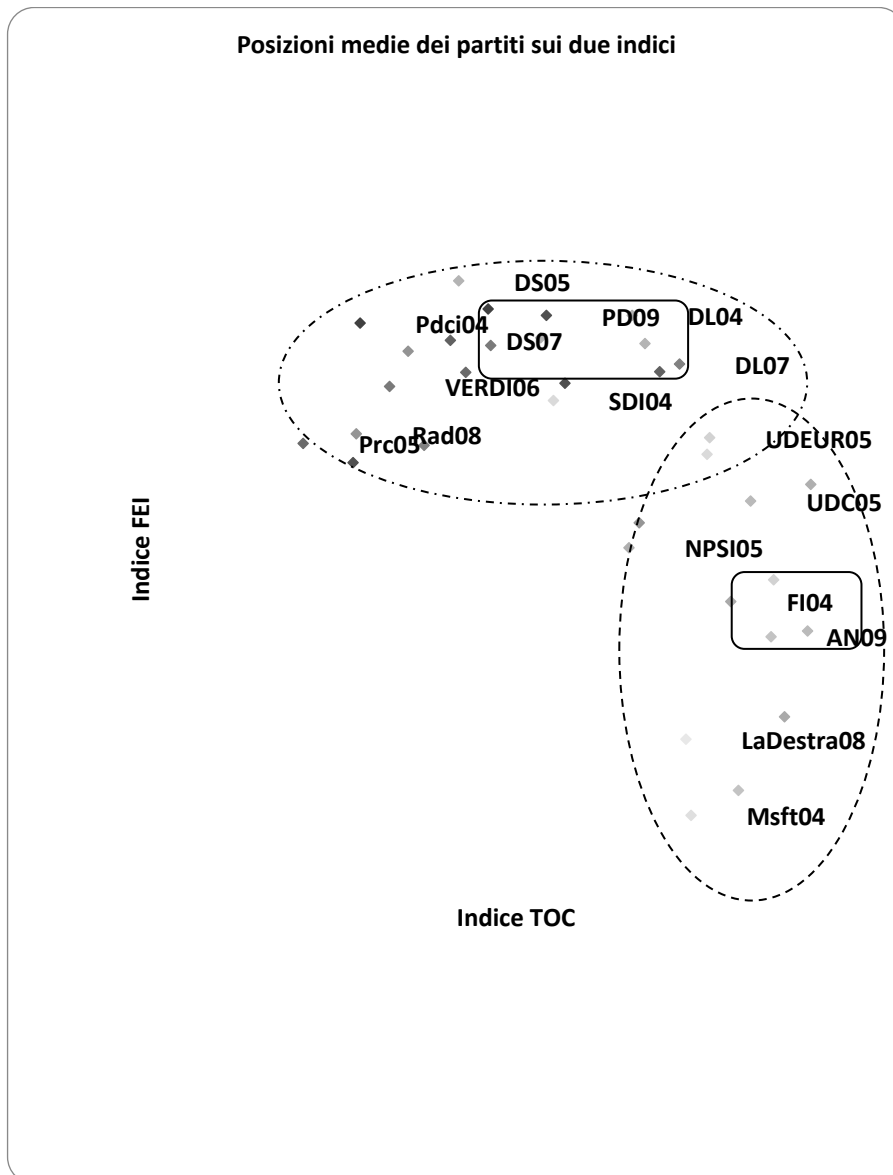 Posizioni medie dei partiti sui due indici
DS05
Pdci04
PD09
DL04
DS07
DL07
VERDI06
SDI04
Prc05
Rad08
UDEUR05
UDC05
Indice FEI
NPSI05
FI04
AN09
LaDestra08
Msft04
Indice TOC